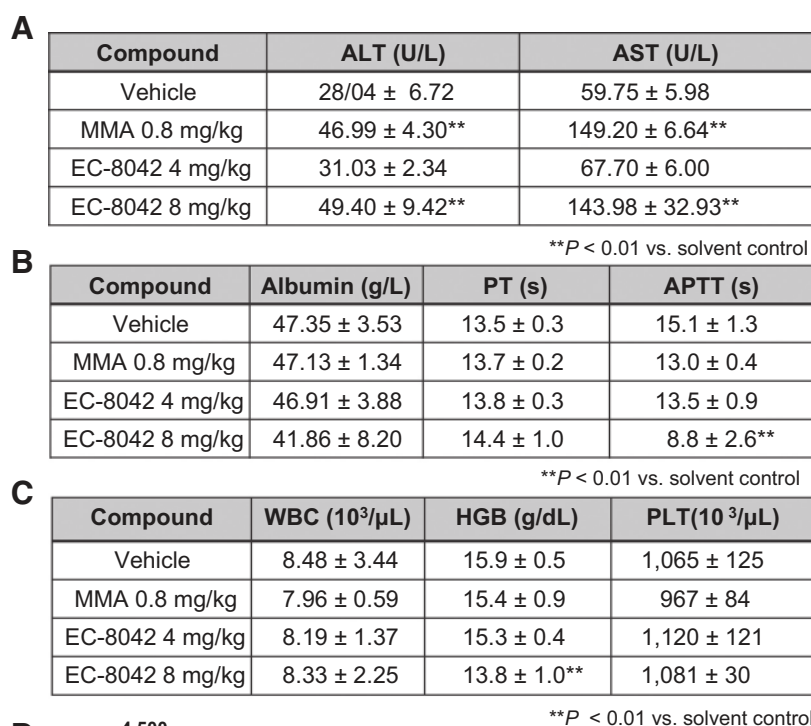 A
Compound ALT (U/L) AST (U/L)
Vehicle 28/04 ± 6.72 59.75 ± 5.98
MMA 0.8 mg/kg 46.99 ± 4.30** 149.20 ± 6.64**
EC-8042 4 mg/kg 31.03 ± 2.34 67.70 ± 6.00
EC-8042 8 mg/kg 49.40 ± 9.42** 143.98 ± 32.93**
**P < 0.01 vs. solvent control
B
Compound Albumin (g/L) PT (s) APTT (s)
Vehicle 47.35 ± 3.53 13.5 ± 0.3 15.1 ± 1.3
MMA 0.8 mg/kg 47.13 ± 1.34 13.7 ± 0.2 13.0 ± 0.4
EC-8042 4 mg/kg 46.91 ± 3.88 13.8 ± 0.3 13.5 ± 0.9
EC-8042 8 mg/kg 41.86 ± 8.20 14.4 ± 1.0 8.8 ± 2.6**
**P < 0.01 vs. solvent control
C
Compound WBC (10³/µL) HGB (g/dL) PLT(10 ³/µL)
Vehicle 8.48 ± 3.44 15.9 ± 0.5 1,065 ± 125
MMA 0.8 mg/kg 7.96 ± 0.59 15.4 ± 0.9 967 ± 84
EC-8042 4 mg/kg 8.19 ± 1.37 15.3 ± 0.4 1,120 ± 121
EC-8042 8 mg/kg 8.33 ± 2.25 13.8 ± 1.0** 1,081 ± 30
**P < 0.01 vs. solvent control